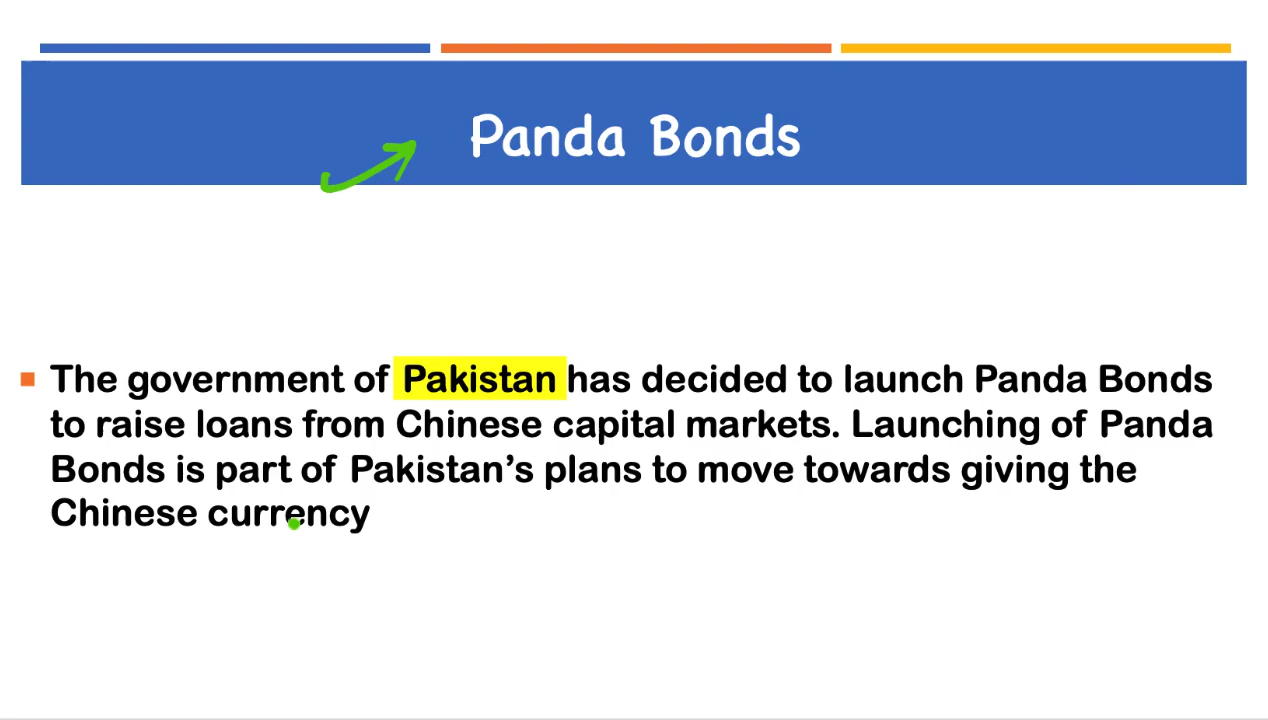 Panda Bonds
The government of Pakistan has decided to launch Panda Bonds
to raise loans from Chinese capital markets. Launching of Panda
Bonds is part of Pakistan’s plans to move towards giving the
Chinese currency